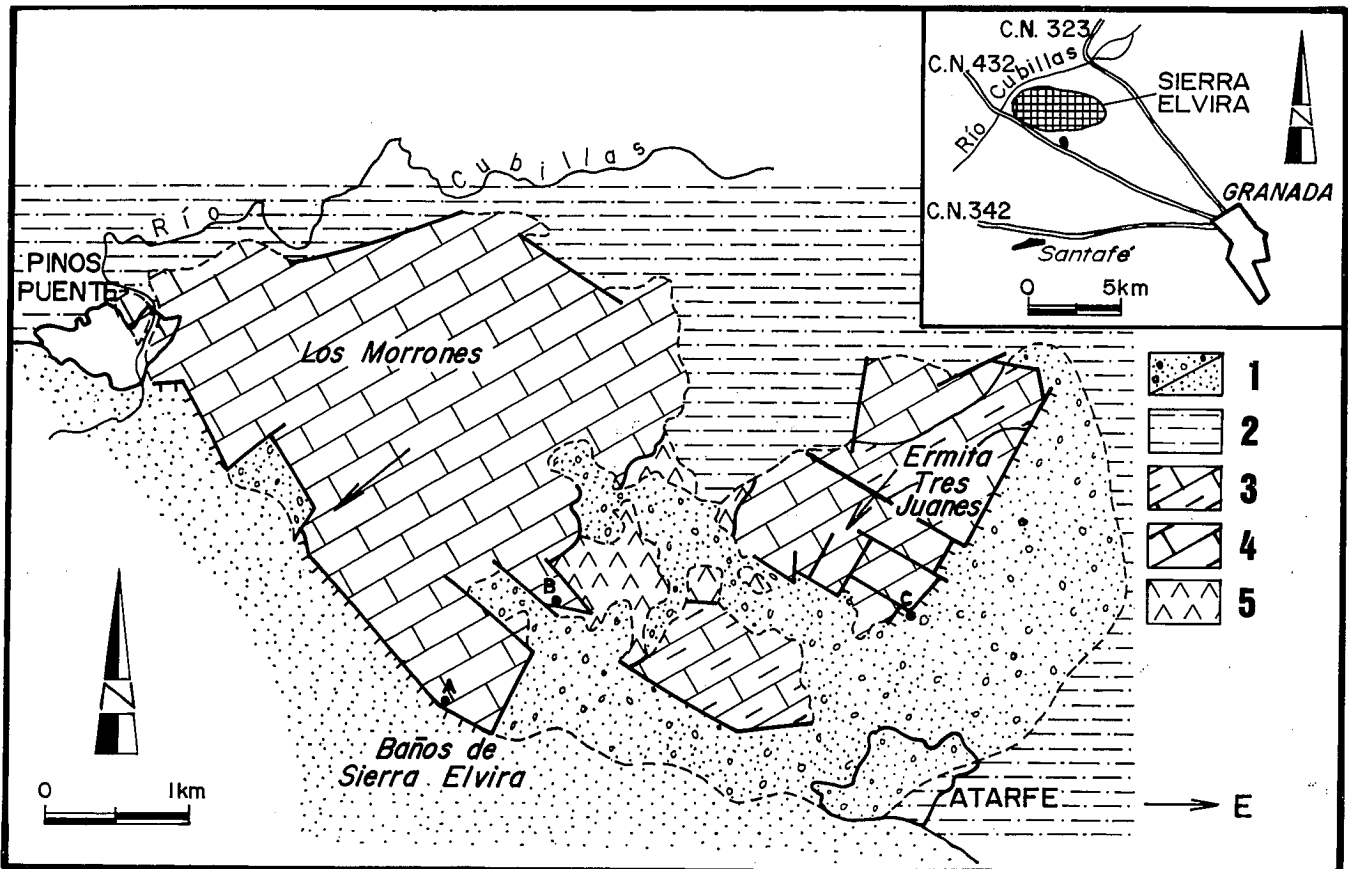 C.N. 323
C.N. 432
Cubillas
Río
SIERRA
ELVIRA
GRANADA
C.N. 342
Santafé
0 5km
N
Río Cubillas
PINOS
PUENTE
Los Morrones
Ermita
Tres
Juanes
B
C
A
Baños de
Sierra Elvira
ATARFE
N
0 1km
1
2
3
4
5
E